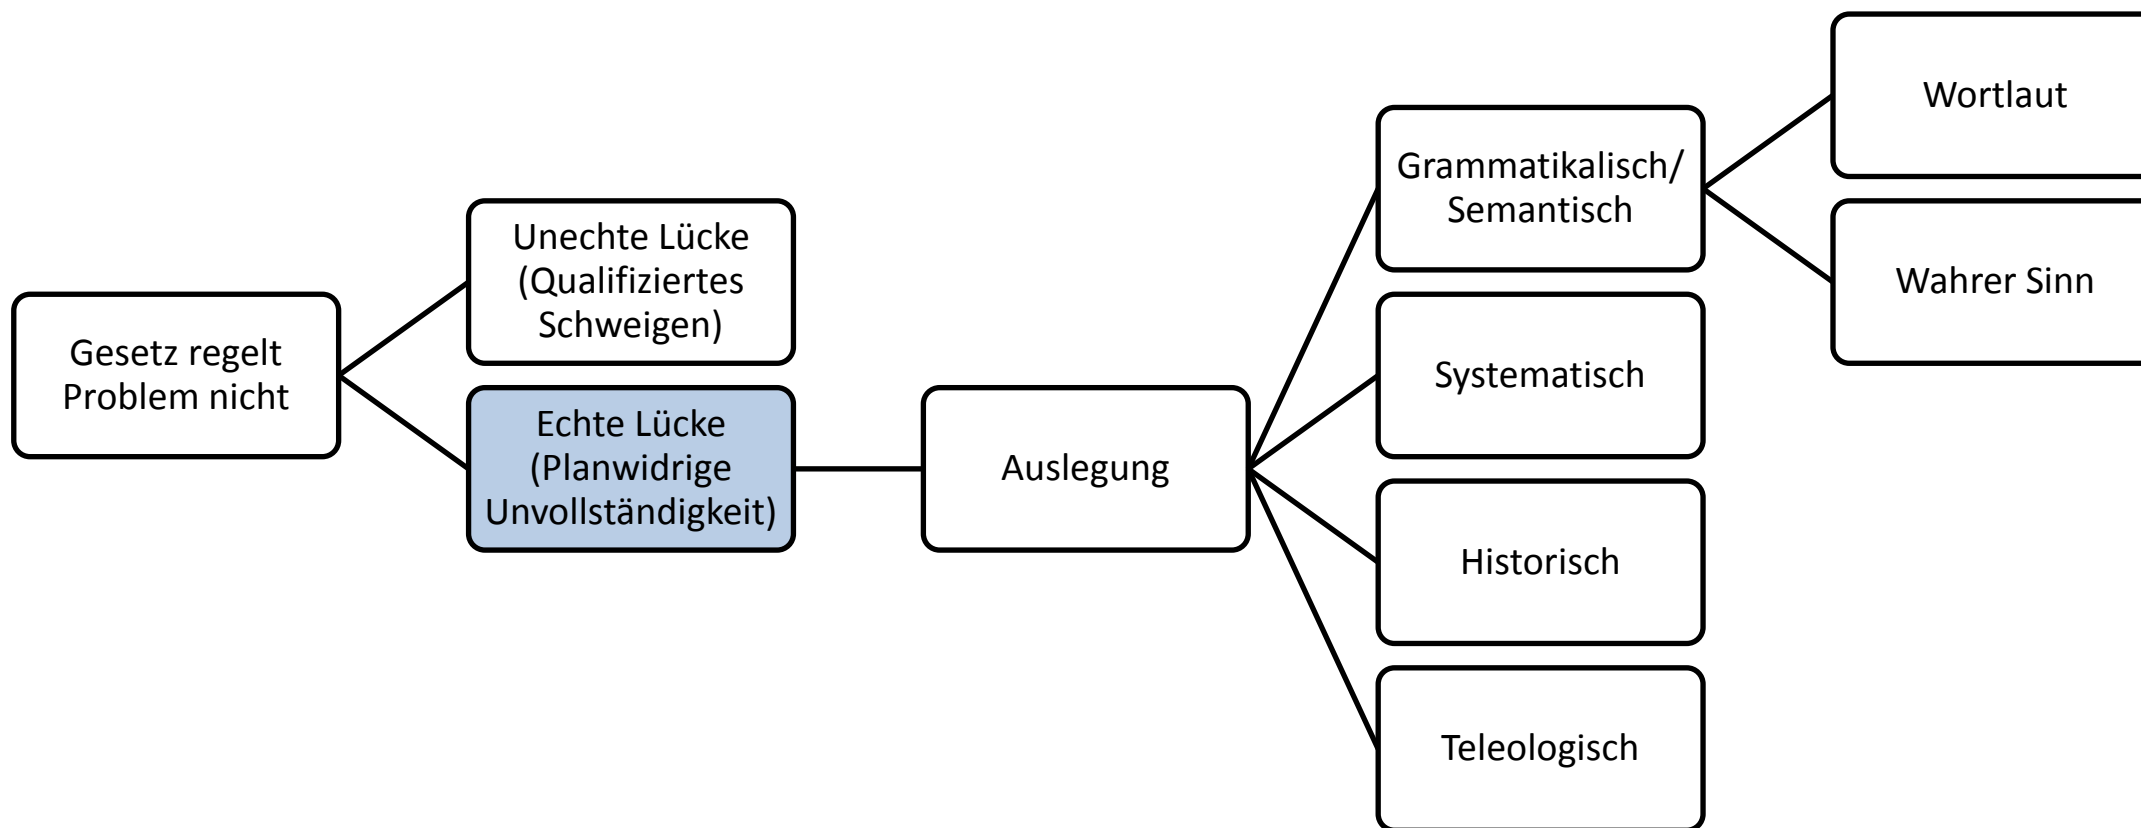 Gesetz regelt
Problem nicht
Unechte Lücke
(Qualifiziertes
Schweigen)
Echte Lücke
(Planwidrige
Unvollständigkeit)
Auslegung
Grammatikalisch/
Semantisch
Wortlaut
Wahrer Sinn
Systematisch
Historisch
Teleologisch